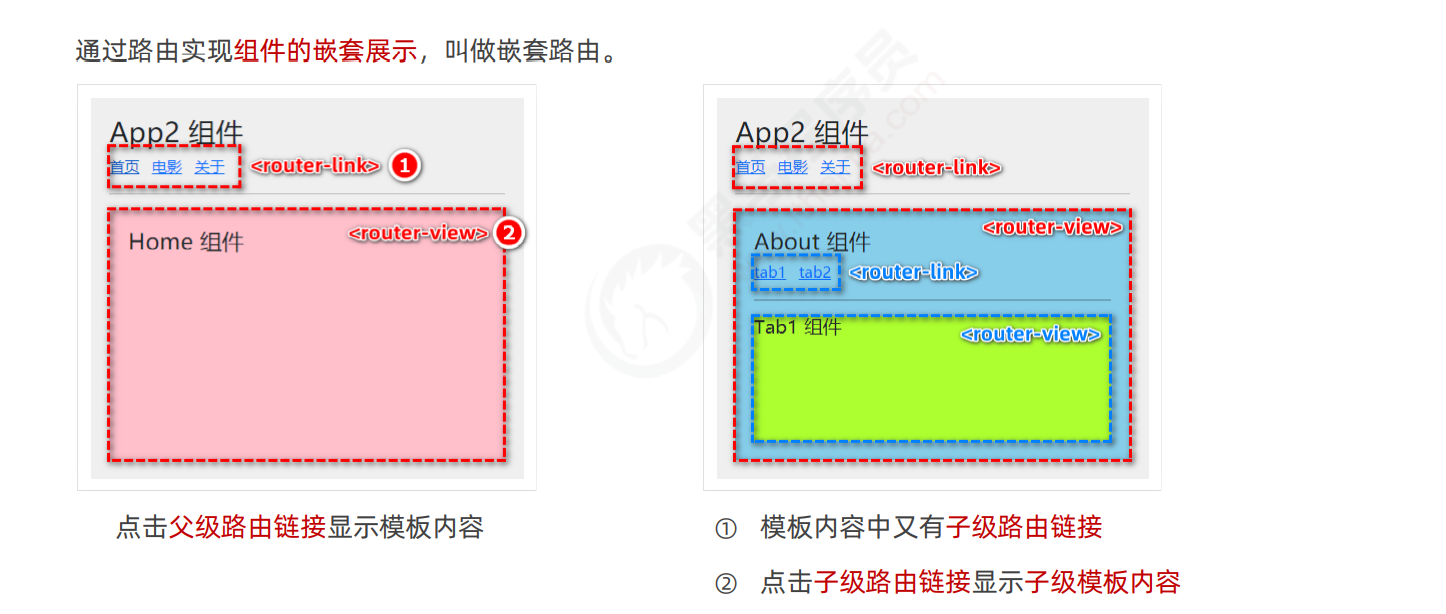 通过路由实现组件的嵌套展示，叫做嵌套路由。
App2 组件
首页 电影 关于 <router-link> 1
<router-view> 2
Home 组件
点击父级路由链接显示模板内容
App2 组件
首页 电影 关于 <router-link>
<router-view>
About 组件
tab1 tab2 <router-link>
Tab1 组件 <router-view>
① 模板内容中又有子级路由链接
② 点击子级路由链接显示子级模板内容